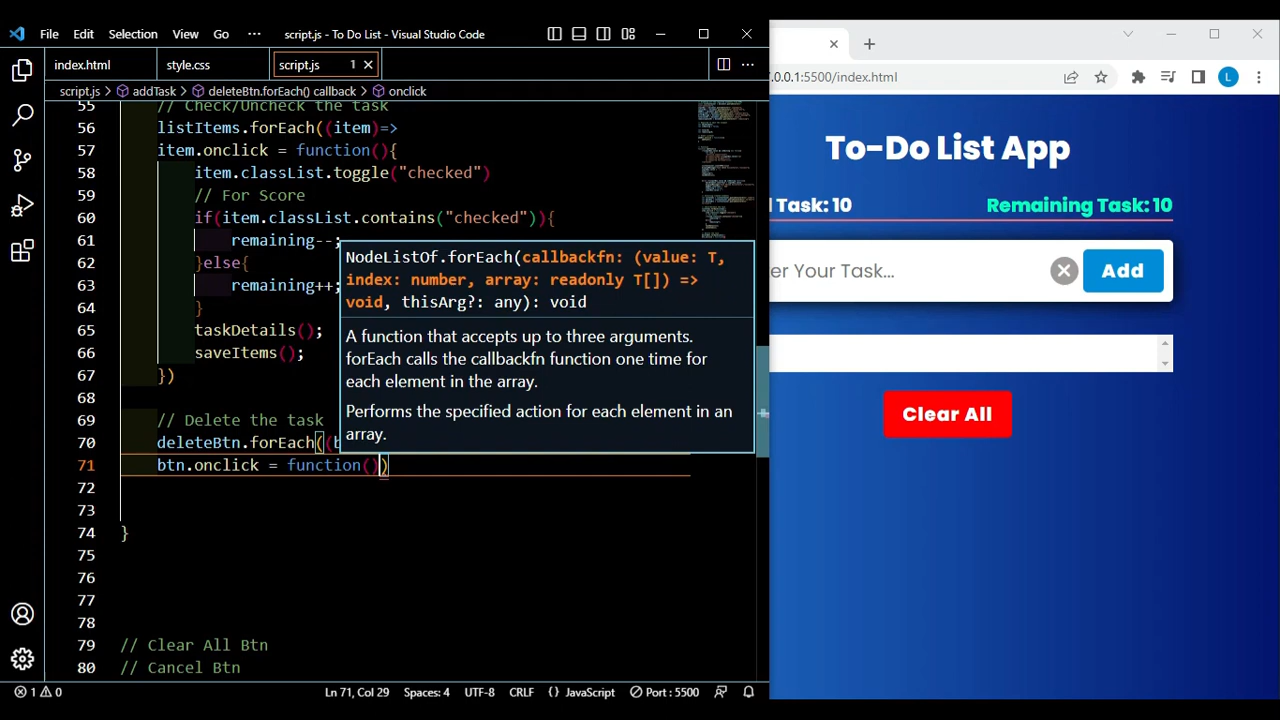 File Edit Selection View Go ··· script.js - To Do List - Visual Studio Code
index.html style.css script.js 1
script.js > addTask > deleteBtn.forEach() callback > onclick
55 // Check/Uncheck the task
56 listItems.forEach((item)=>
57 item.onclick = function(){
58 item.classList.toggle("checked")
59 // For Score
60 if(item.classList.contains("checked")){
61 remaining--;
62 }else{
63 remaining++;
64 }
65 taskDetails();
66 saveItems();
67 })
68
69 // Delete the task
70 deleteBtn.forEach((
71 btn.onclick = function())
72
73
74 }
75
76
77
78
79 // Clear All Btn
80 // Cancel Btn
NodeListOf.forEach(callbackfn: (value: T,
index: number, array: readonly T[]) =>
void, thisArg?: any): void
A function that accepts up to three arguments.
forEach calls the callbackfn function one time for
each element in the array.
Performs the specified action for each element in an
array.
1 0 Ln 71, Col 29 Spaces: 4 UTF-8 CRLF {} JavaScript Port : 5500
.0.0.1:5500/index.html
L
To-Do List App
Task: 10 Remaining Task: 10
er Your Task... Add
Clear All